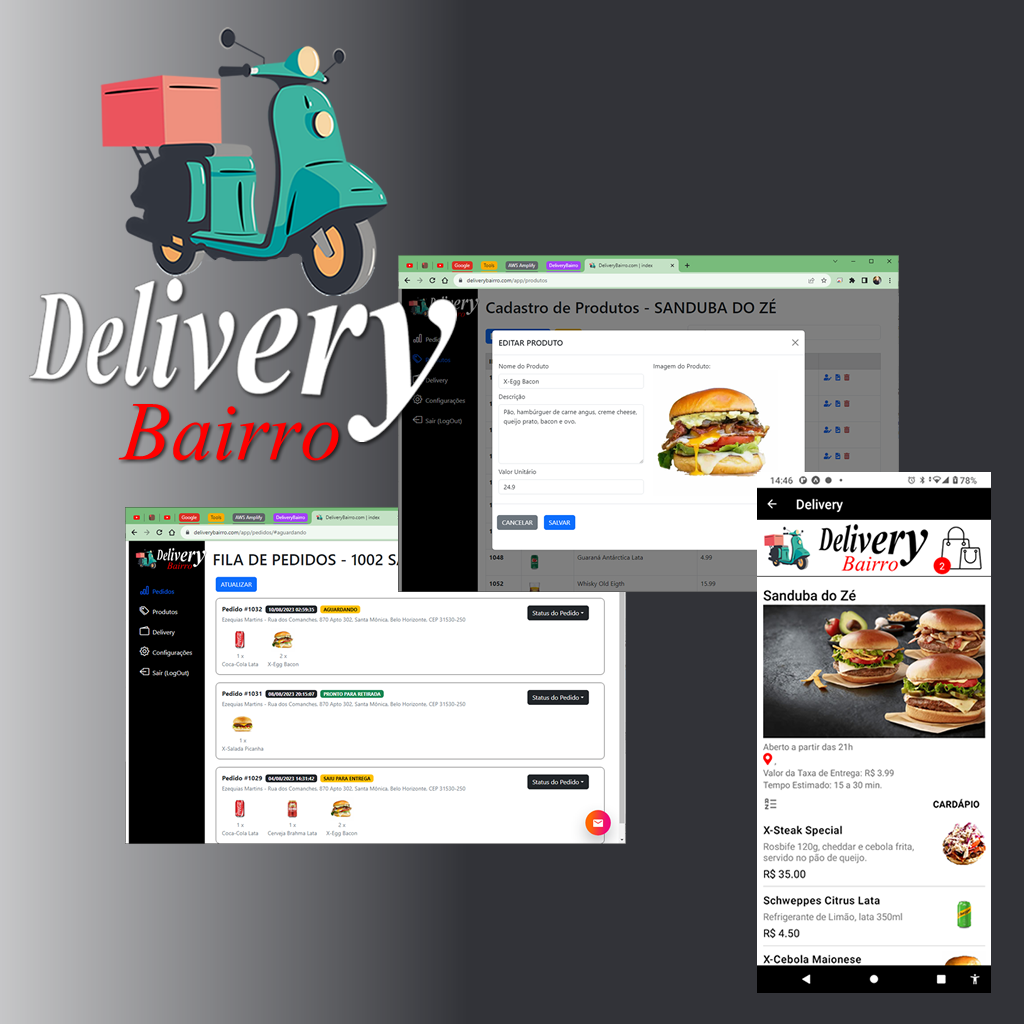 Delivery
Bairro
Google
Tools
AWS Amplify
DeliveryBairro
DeliveryBairro.com | index
deliverybairro.com/app/produtos
Cadastro de Produtos - SANDUBA DO ZÉ
Delivery
Configurações
Sair (LogOut)
EDITAR PRODUTO
Nome do Produto
X-Egg Bacon
Descrição
Pão, hambúrguer de carne angus, creme cheese,
queijo prato, bacon e ovo.
Valor Unitário
24.9
Imagem do Produto:
CANCELAR
SALVAR
1048
Guaraná Antárctica Lata
4.99
1052
Whisky Old Eigth
15.99
Google
Tools
AWS Amplify
DeliveryBairro
DeliveryBairro.com | index
deliverybairro.com/app/pedidos/#aguardando
Delivery
Bairro
Pedidos
Produtos
Delivery
Configurações
Sair (LogOut)
FILA DE PEDIDOS - 1002 SA
ATUALIZAR
Pedido #1032 10/08/2023 02:59:35 AGUARDANDO
Status do Pedido
Ezequias Martins - Rua dos Comanches, 870 Apto 302, Santa Mônica, Belo Horizonte, CEP 31530-250
1 x
Coca-Cola Lata
2 x
X-Egg Bacon
Pedido #1031 08/08/2023 20:15:07 PRONTO PARA RETIRADA
Status do Pedido
Ezequias Martins - Rua dos Comanches, 870 Apto 302, Santa Mônica, Belo Horizonte, CEP 31530-250
1 x
X-Salada Picanha
Pedido #1029 04/08/2023 14:31:42 SAIU PARA ENTREGA
Status do Pedido
Ezequias Martins - Rua dos Comanches, 870 Apto 302, Santa Mônica, Belo Horizonte, CEP 31530-250
1 x
Coca-Cola Lata
1 x
Cerveja Brahma Lata
2 x
X-Egg Bacon
14:46
78%
Delivery
Delivery
Bairro
2
Sanduba do Zé
Aberto a partir das 21h
,
Valor da Taxa de Entrega: R$ 3.99
Tempo Estimado: 15 a 30 min.
CARDÁPIO
X-Steak Special
Rosbife 120g, cheddar e cebola frita,
servido no pão de queijo.
R$ 35.00
Schweppes Citrus Lata
Refrigerante de Limão, lata 350ml
R$ 4.50
X-Cebola Maionese